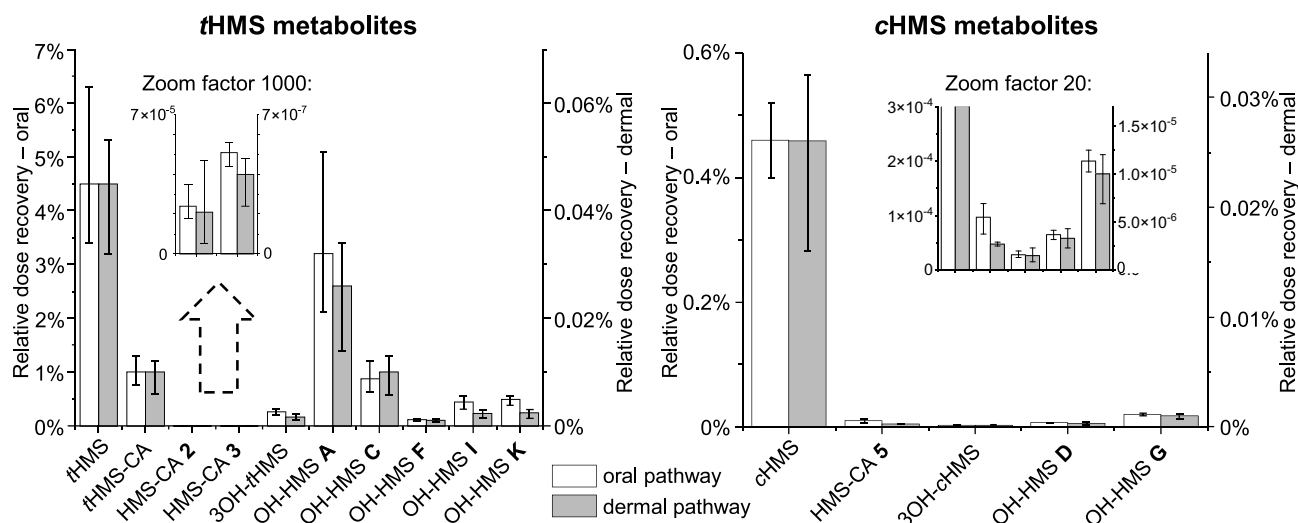 tHMS metabolites
7%
6%
5%
4%
3%
2%
1%
0%
Relative dose recovery – oral
Zoom factor 1000:
7×10⁻⁵
0
7×10⁻⁷
0
0.06%
0.04%
0.02%
0%
Relative dose recovery – dermal
tHMS
tHMS-CA
HMS-CA 2
HMS-CA 3
3OH-tHMS
OH-HMS A
OH-HMS C
OH-HMS F
OH-HMS I
OH-HMS K
oral pathway
dermal pathway
cHMS metabolites
0.6%
0.4%
0.2%
0.0%
Relative dose recovery – oral
Zoom factor 20:
3×10⁻⁴
2×10⁻⁴
1×10⁻⁴
0
1.5×10⁻⁵
1.0×10⁻⁵
5.0×10⁻⁶
0
0.03%
0.02%
0.01%
0%
Relative dose recovery – dermal
cHMS
HMS-CA 5
3OH-cHMS
OH-HMS D
OH-HMS G